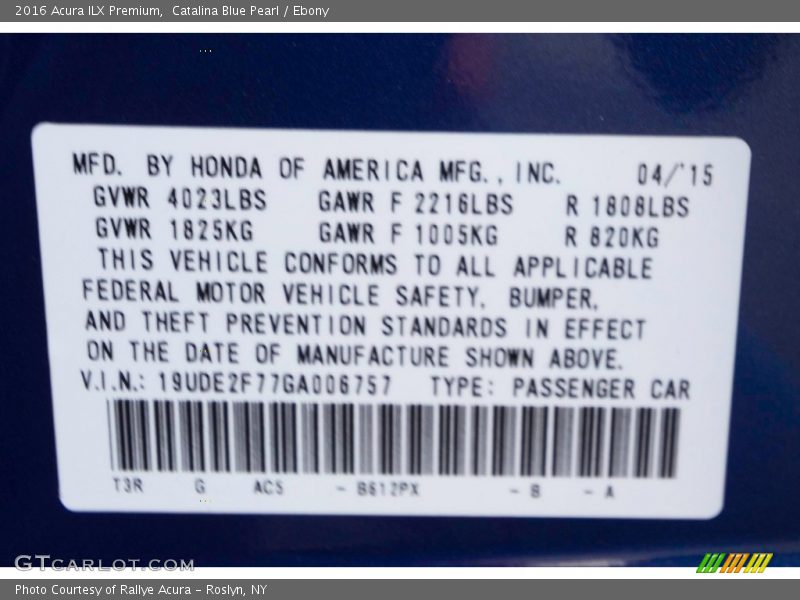 2016 Acura ILX Premium,  Catalina Blue Pearl / Ebony
MFD. BY HONDA OF AMERICA MFG., INC. 04/'15
GVWR 4023LBS GAWR F 2216LBS R 1808LBS
GVWR 1825KG GAWR F 1005KG R 820KG
THIS VEHICLE CONFORMS TO ALL APPLICABLE
FEDERAL MOTOR VEHICLE SAFETY, BUMPER,
AND THEFT PREVENTION STANDARDS IN EFFECT
ON THE DATE OF MANUFACTURE SHOWN ABOVE.
V.I.N.: 19UDE2F77GA006757 TYPE: PASSENGER CAR
T3R G AC5 - B612PX - B - A
GTCARLOT.COM
Photo Courtesy of Rallye Acura – Roslyn, NY